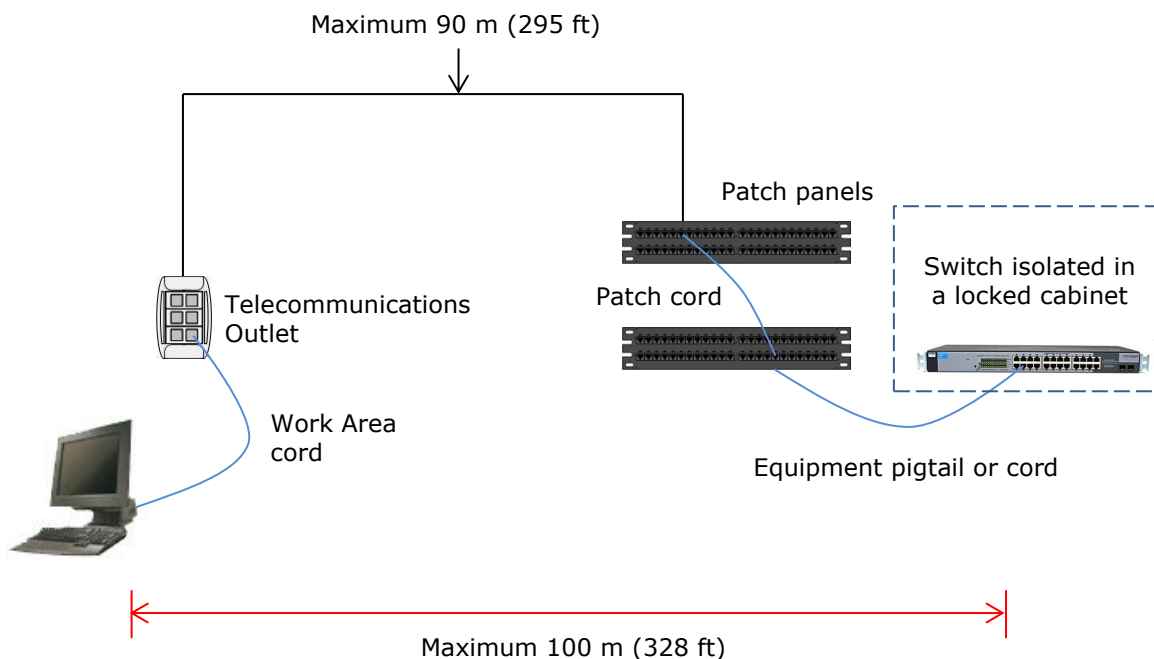 Maximum 90 m (295 ft)
Patch panels
Switch isolated in
a locked cabinet
Patch cord
Telecommunications
Outlet
Work Area
cord
Equipment pigtail or cord
Maximum 100 m (328 ft)